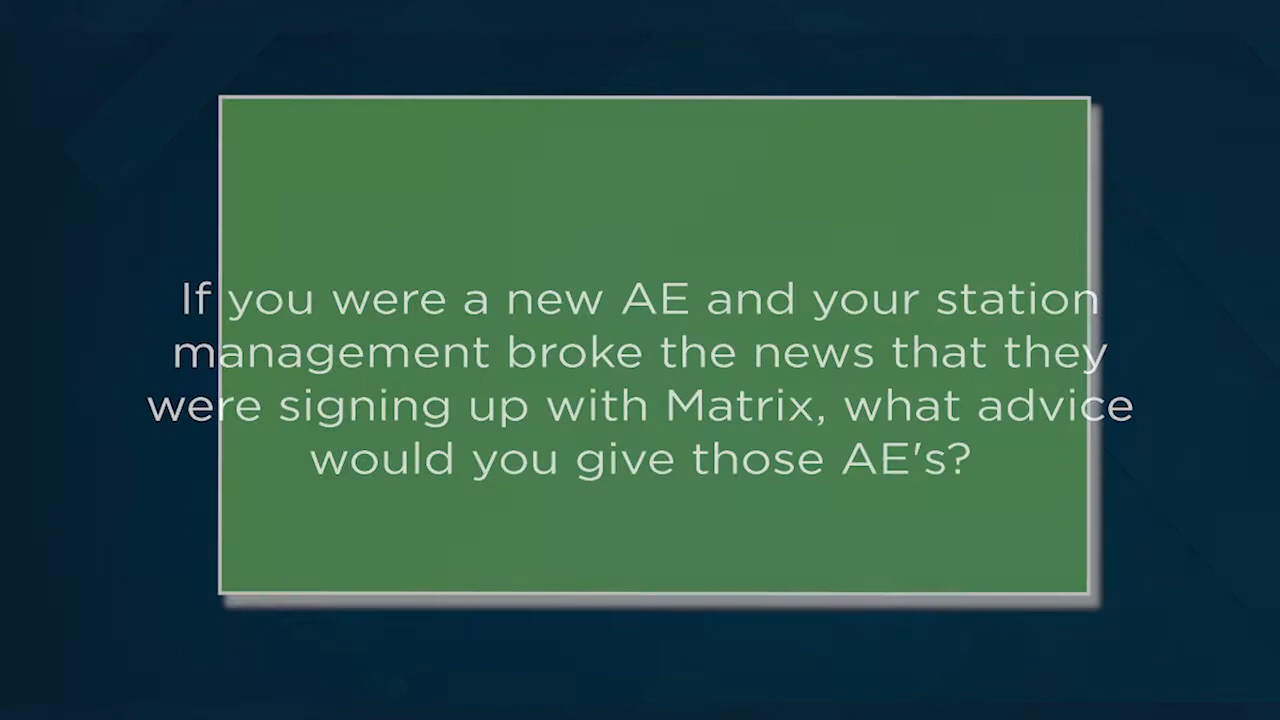 If you were a new AE and your station
management broke the news that they
were signing up with Matrix, what advice
would you give those AE's?